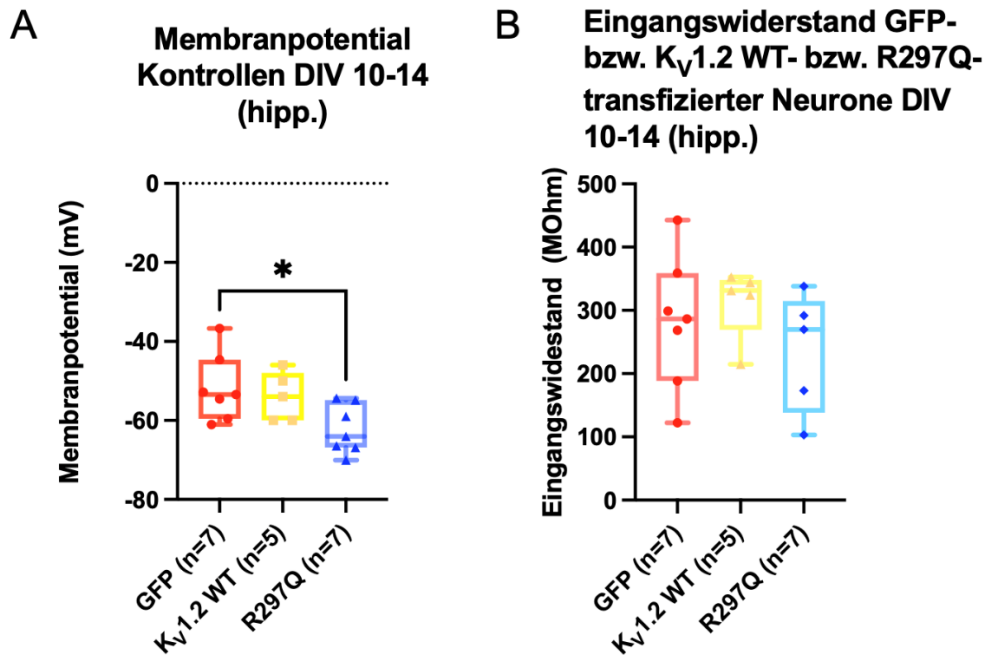 A
Membranpotential
Kontrollen DIV 10-14
(hipp.)
Membranpotential (mV)
0
-20
-40
-60
-80
*
GFP (n=7)
KV1.2 WT (n=5)
R297Q (n=7)
B
Eingangswiderstand GFP-
bzw. KV1.2 WT- bzw. R297Q-
transfizierter Neurone DIV
10-14 (hipp.)
Eingangswidestand (MOhm)
500
400
300
200
100
0
GFP (n=7)
KV1.2 WT (n=5)
R297Q (n=7)